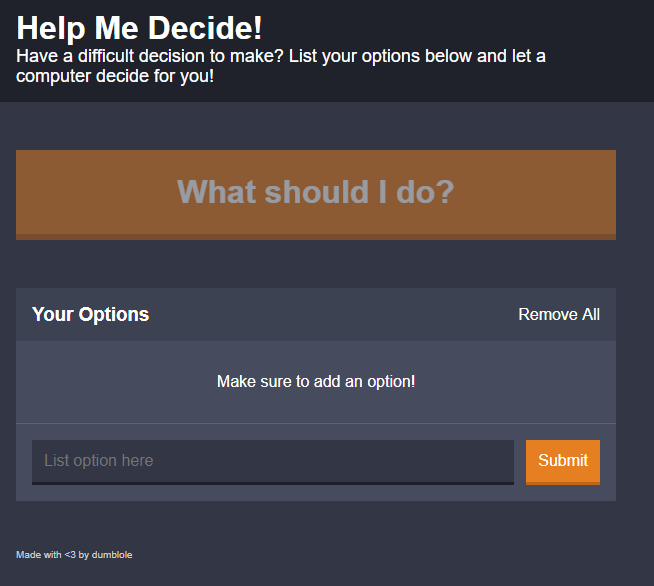 Help Me Decide!
Have a difficult decision to make? List your options below and let a
computer decide for you!
What should I do?
Your Options
Remove All
Make sure to add an option!
List option here
Submit
Made with <3 by dumblole